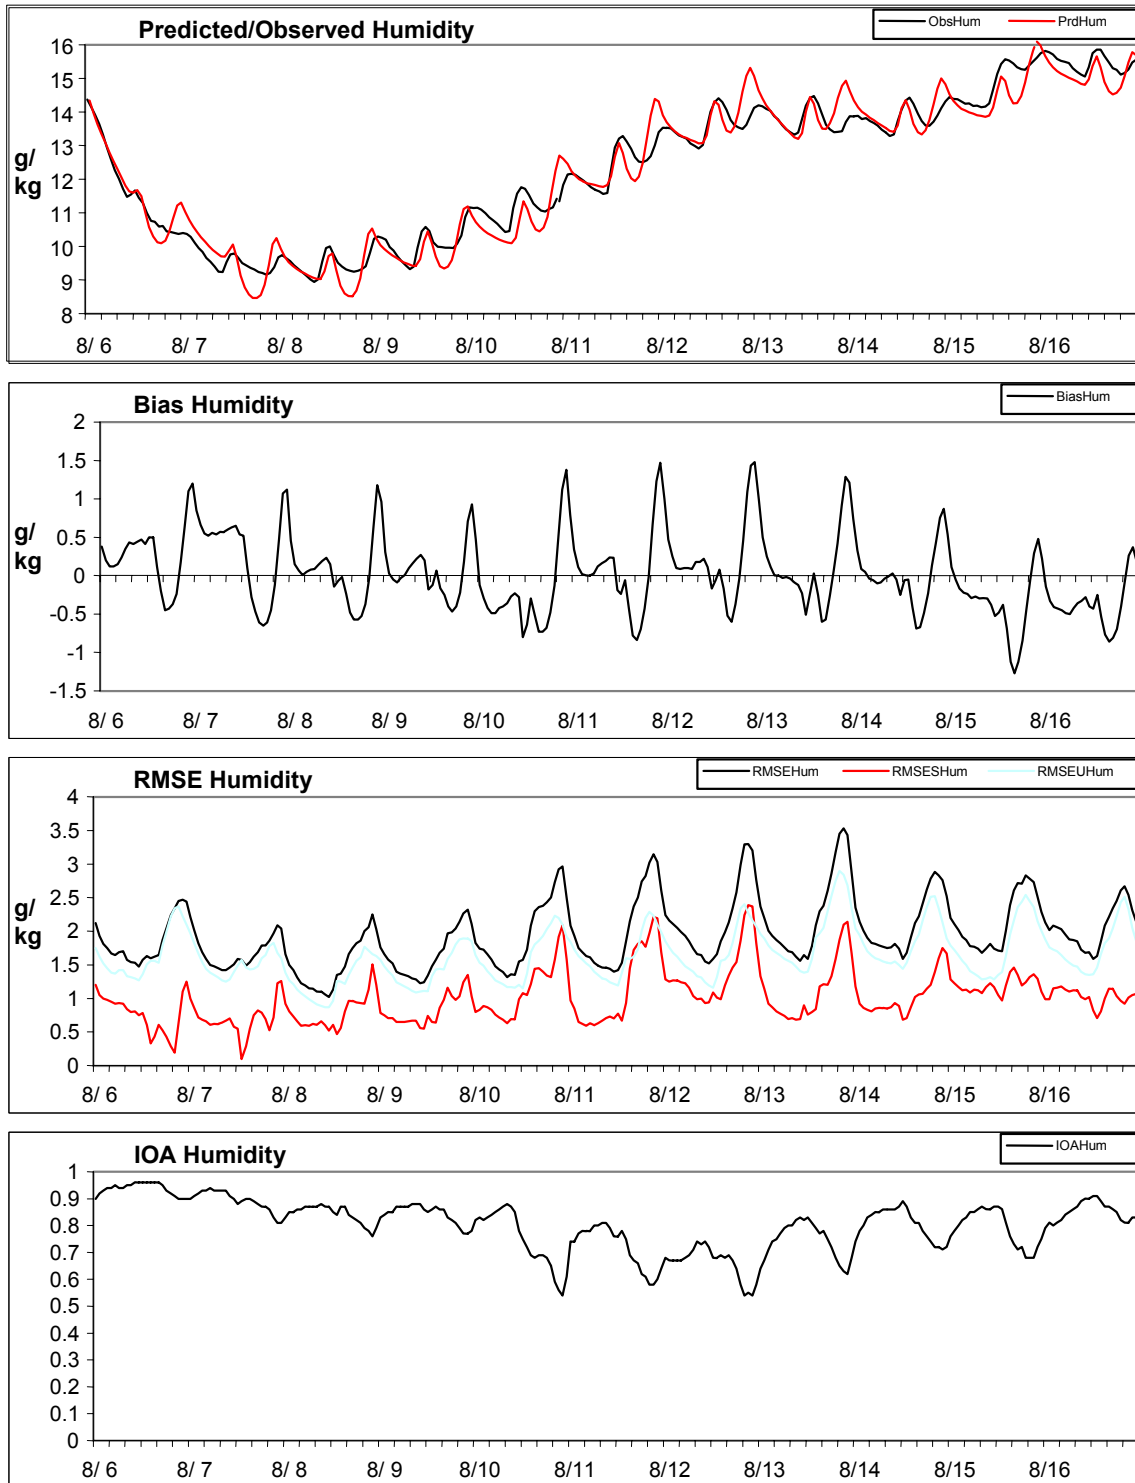 Predicted/Observed Humidity
ObsHum PrdHum
g/
kg
16
15
14
13
12
11
10
9
8
8/ 6 8/ 7 8/ 8 8/ 9 8/10 8/11 8/12 8/13 8/14 8/15 8/16
Bias Humidity
BiasHum
g/
kg
2
1.5
1
0.5
0
-0.5
-1
-1.5
8/ 6 8/ 7 8/ 8 8/ 9 8/10 8/11 8/12 8/13 8/14 8/15 8/16
RMSE Humidity
RMSEHum RMSESHum RMSEUHum
g/
kg
4
3.5
3
2.5
2
1.5
1
0.5
0
8/ 6 8/ 7 8/ 8 8/ 9 8/10 8/11 8/12 8/13 8/14 8/15 8/16
IOA Humidity
IOAHum
1
0.9
0.8
0.7
0.6
0.5
0.4
0.3
0.2
0.1
0
8/ 6 8/ 7 8/ 8 8/ 9 8/10 8/11 8/12 8/13 8/14 8/15 8/16